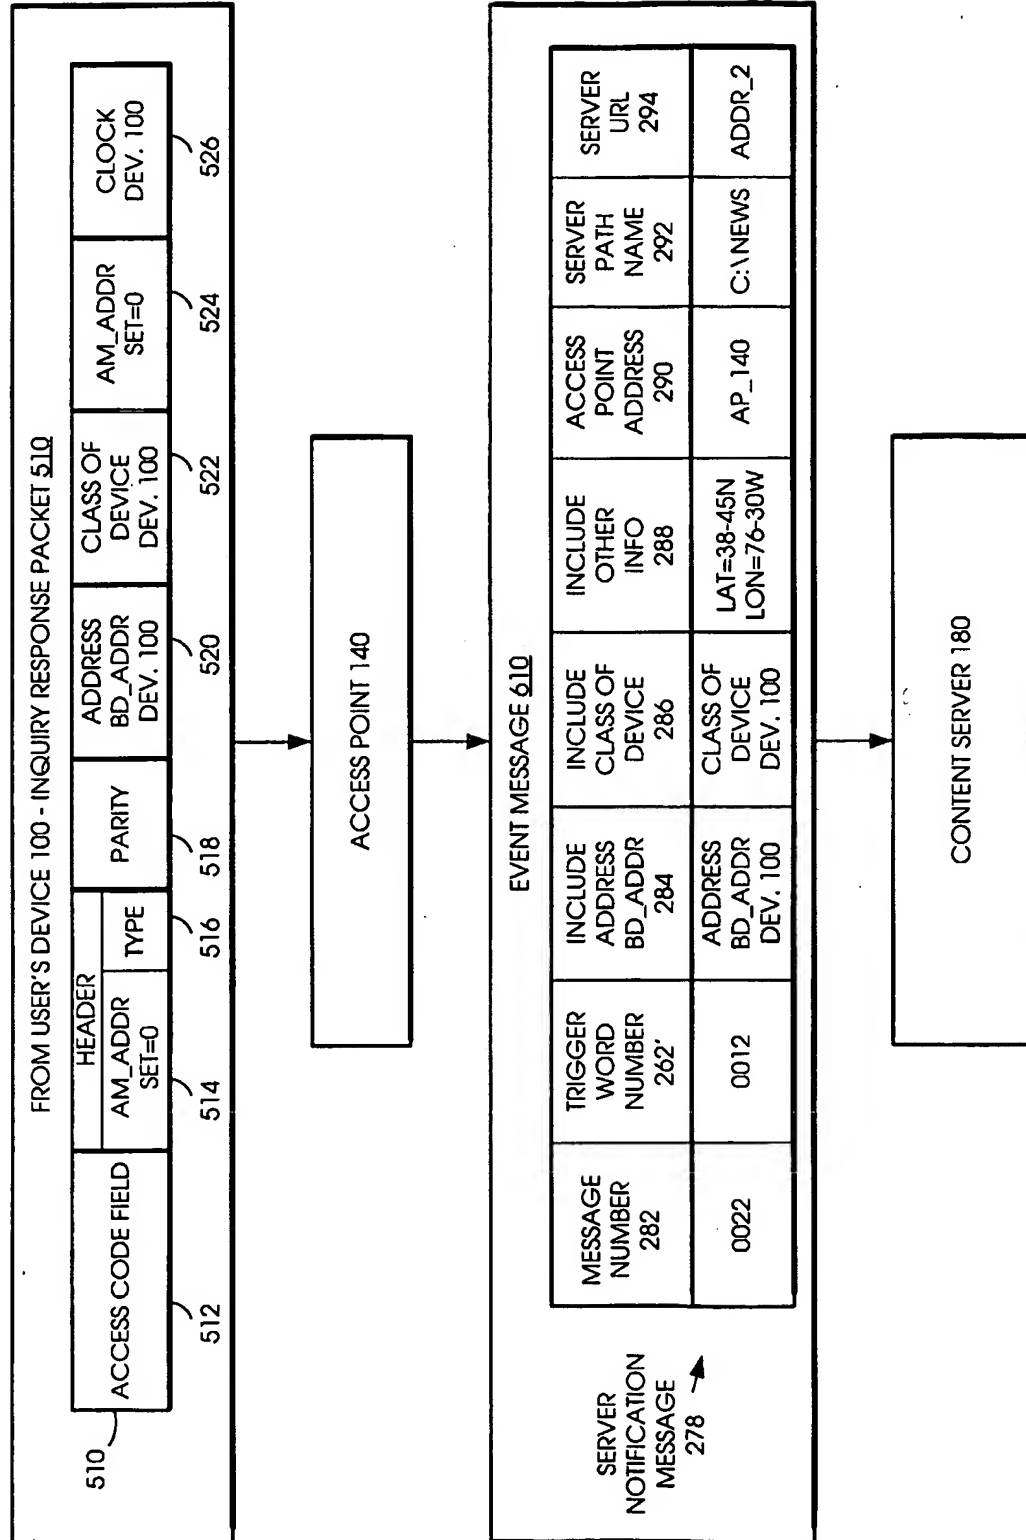 FROM USER'S DEVICE 100 - INQUIRY RESPONSE PACKET 510
510
ACCESS CODE FIELD
512
HEADER
AM_ADDR
SET=0
514
TYPE
516
PARITY
518
ADDRESS
BD_ADDR
DEV. 100
520
CLASS OF
DEVICE
DEV. 100
522
AM_ADDR
SET=0
524
CLOCK
DEV. 100
526
ACCESS POINT 140
EVENT MESSAGE 610
SERVER
NOTIFICATION
MESSAGE
278
MESSAGE
NUMBER
282
TRIGGER
WORD
NUMBER
262'
INCLUDE
ADDRESS
BD_ADDR
284
INCLUDE
CLASS OF
DEVICE
286
INCLUDE
OTHER
INFO
288
ACCESS
POINT
ADDRESS
290
SERVER
PATH
NAME
292
SERVER
URL
294
0022
0012
ADDRESS
BD_ADDR
DEV. 100
CLASS OF
DEVICE
DEV. 100
LAT=38-45N
LON=76-30W
AP_140
C:\NEWS
ADDR_2
CONTENT SERVER 180